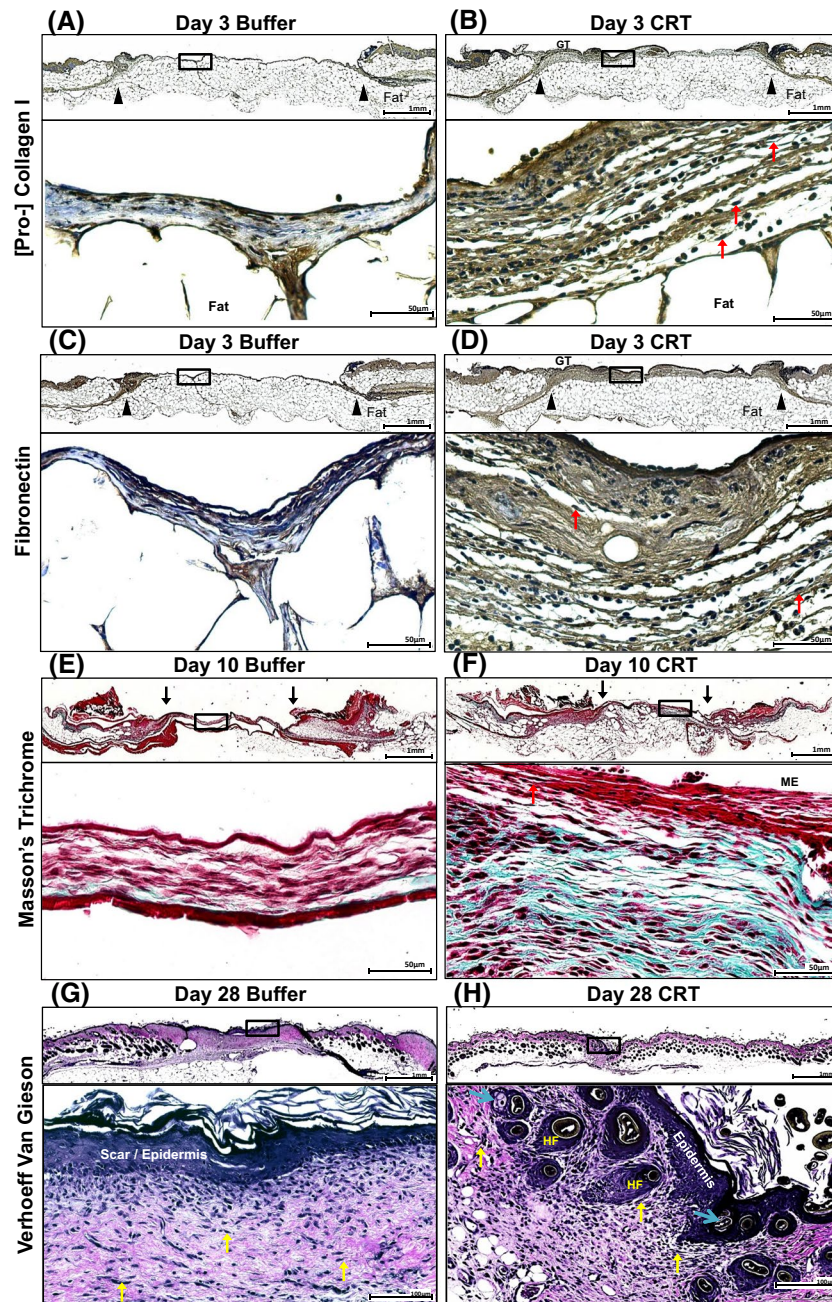 (A) Day 3 Buffer
Fat
1mm
Fat
50µm
(B) Day 3 CRT
GT
Fat
1mm
Fat
50µm
[Pro-] Collagen I
(C) Day 3 Buffer
Fat
1mm
50µm
(D) Day 3 CRT
GT
Fat
1mm
50µm
Fibronectin
(E) Day 10 Buffer
1mm
50µm
(F) Day 10 CRT
1mm
ME
50µm
Masson's Trichrome
(G) Day 28 Buffer
1mm
Scar / Epidermis
100µm
(H) Day 28 CRT
1mm
HF
HF
Epidermis
100µm
Verhoeff Van Gieson